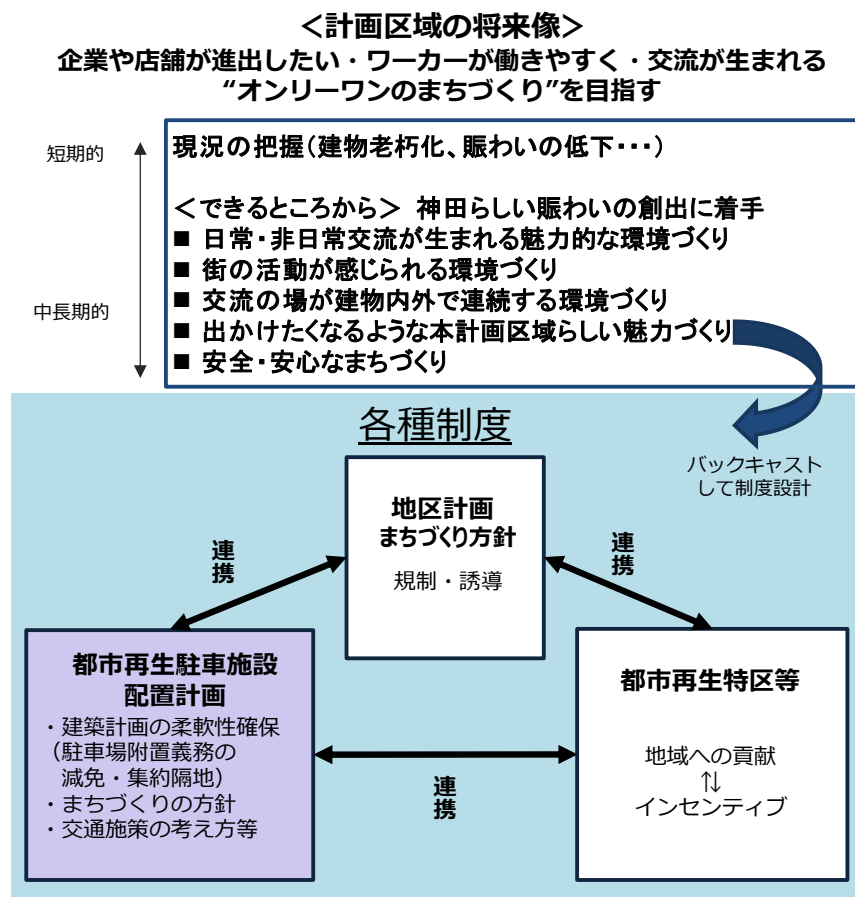 ＜計画区域の将来像＞
企業や店舗が進出したい・ワーカーが働きやすく・交流が生まれる
“オンリーワンのまちづくり”を目指す
短期的
現況の把握（建物老朽化、賑わいの低下・・・）
＜できるところから＞ 神田らしい賑わいの創出に着手
■ 日常・非日常交流が生まれる魅力的な環境づくり
■ 街の活動が感じられる環境づくり
■ 交流の場が建物内外で連続する環境づくり
中長期的
■ 出かけたくなるような本計画区域らしい魅力づくり
■ 安全・安心なまちづくり
各種制度
バックキャスト
して制度設計
地区計画
まちづくり方針
規制・誘導
連携
連携
都市再生駐車施設
配置計画
・建築計画の柔軟性確保
（駐車場附置義務の
減免・集約隔地）
・まちづくりの方針
・交通施策の考え方等
連携
都市再生特区等
地域への貢献
⇅
インセンティブ